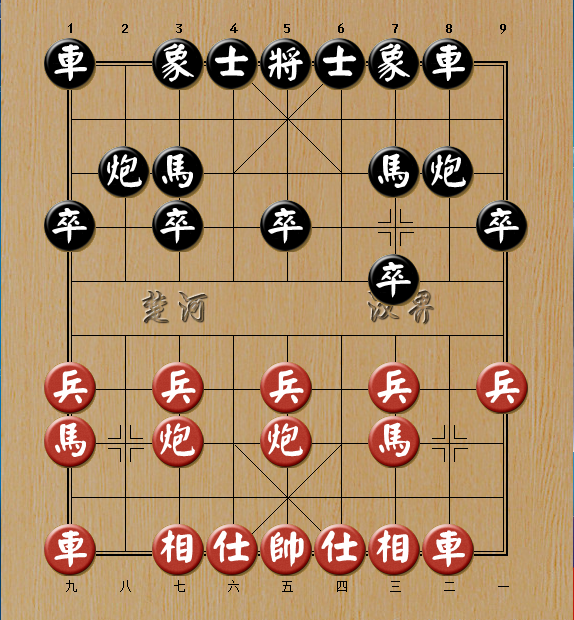 1 2 3 4 5 6 7 8 9
車 象 士 將 士 象 車
炮 馬 馬 炮
卒 卒 卒 卒
卒
楚河 汉界
兵 兵 兵 兵 兵
馬 炮 炮 馬
車 相 仕 帥 仕 相 車
九 八 七 六 五 四 三 二 一